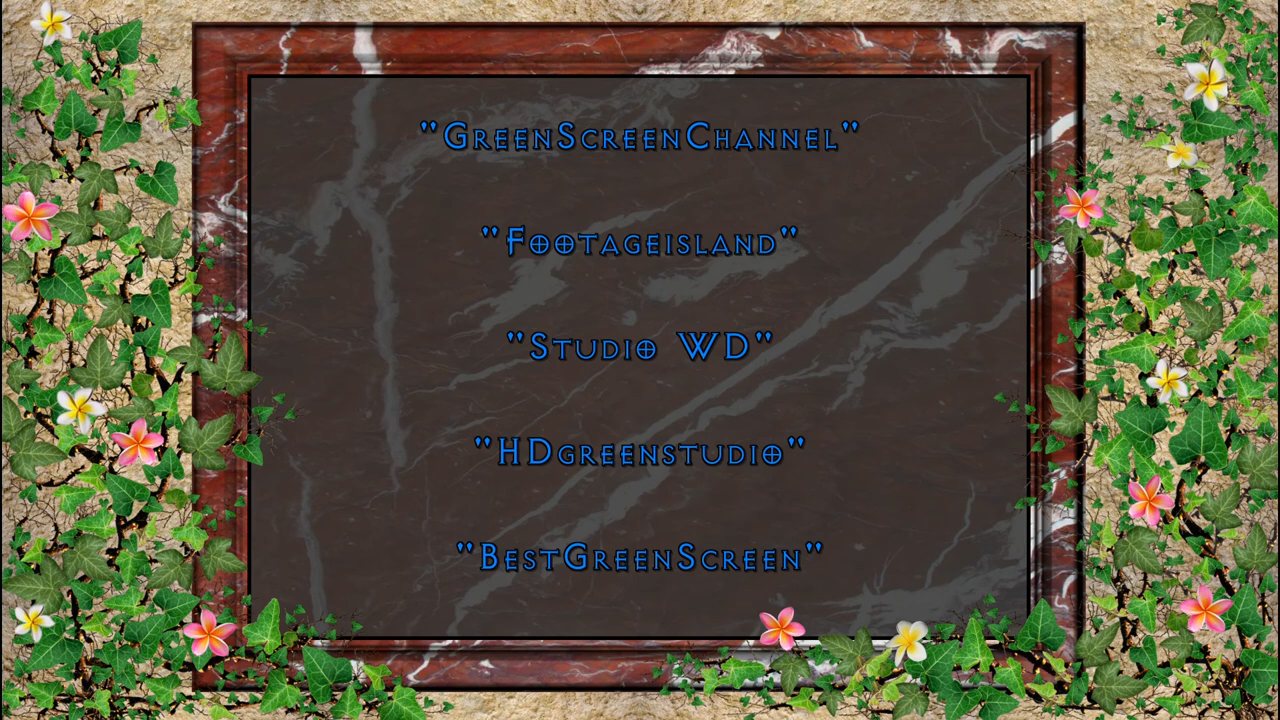 "GreenScreenChannel"
"Footageisland"
"Studio WD"
"HDgreenstudio"
"BestGreenScreen"